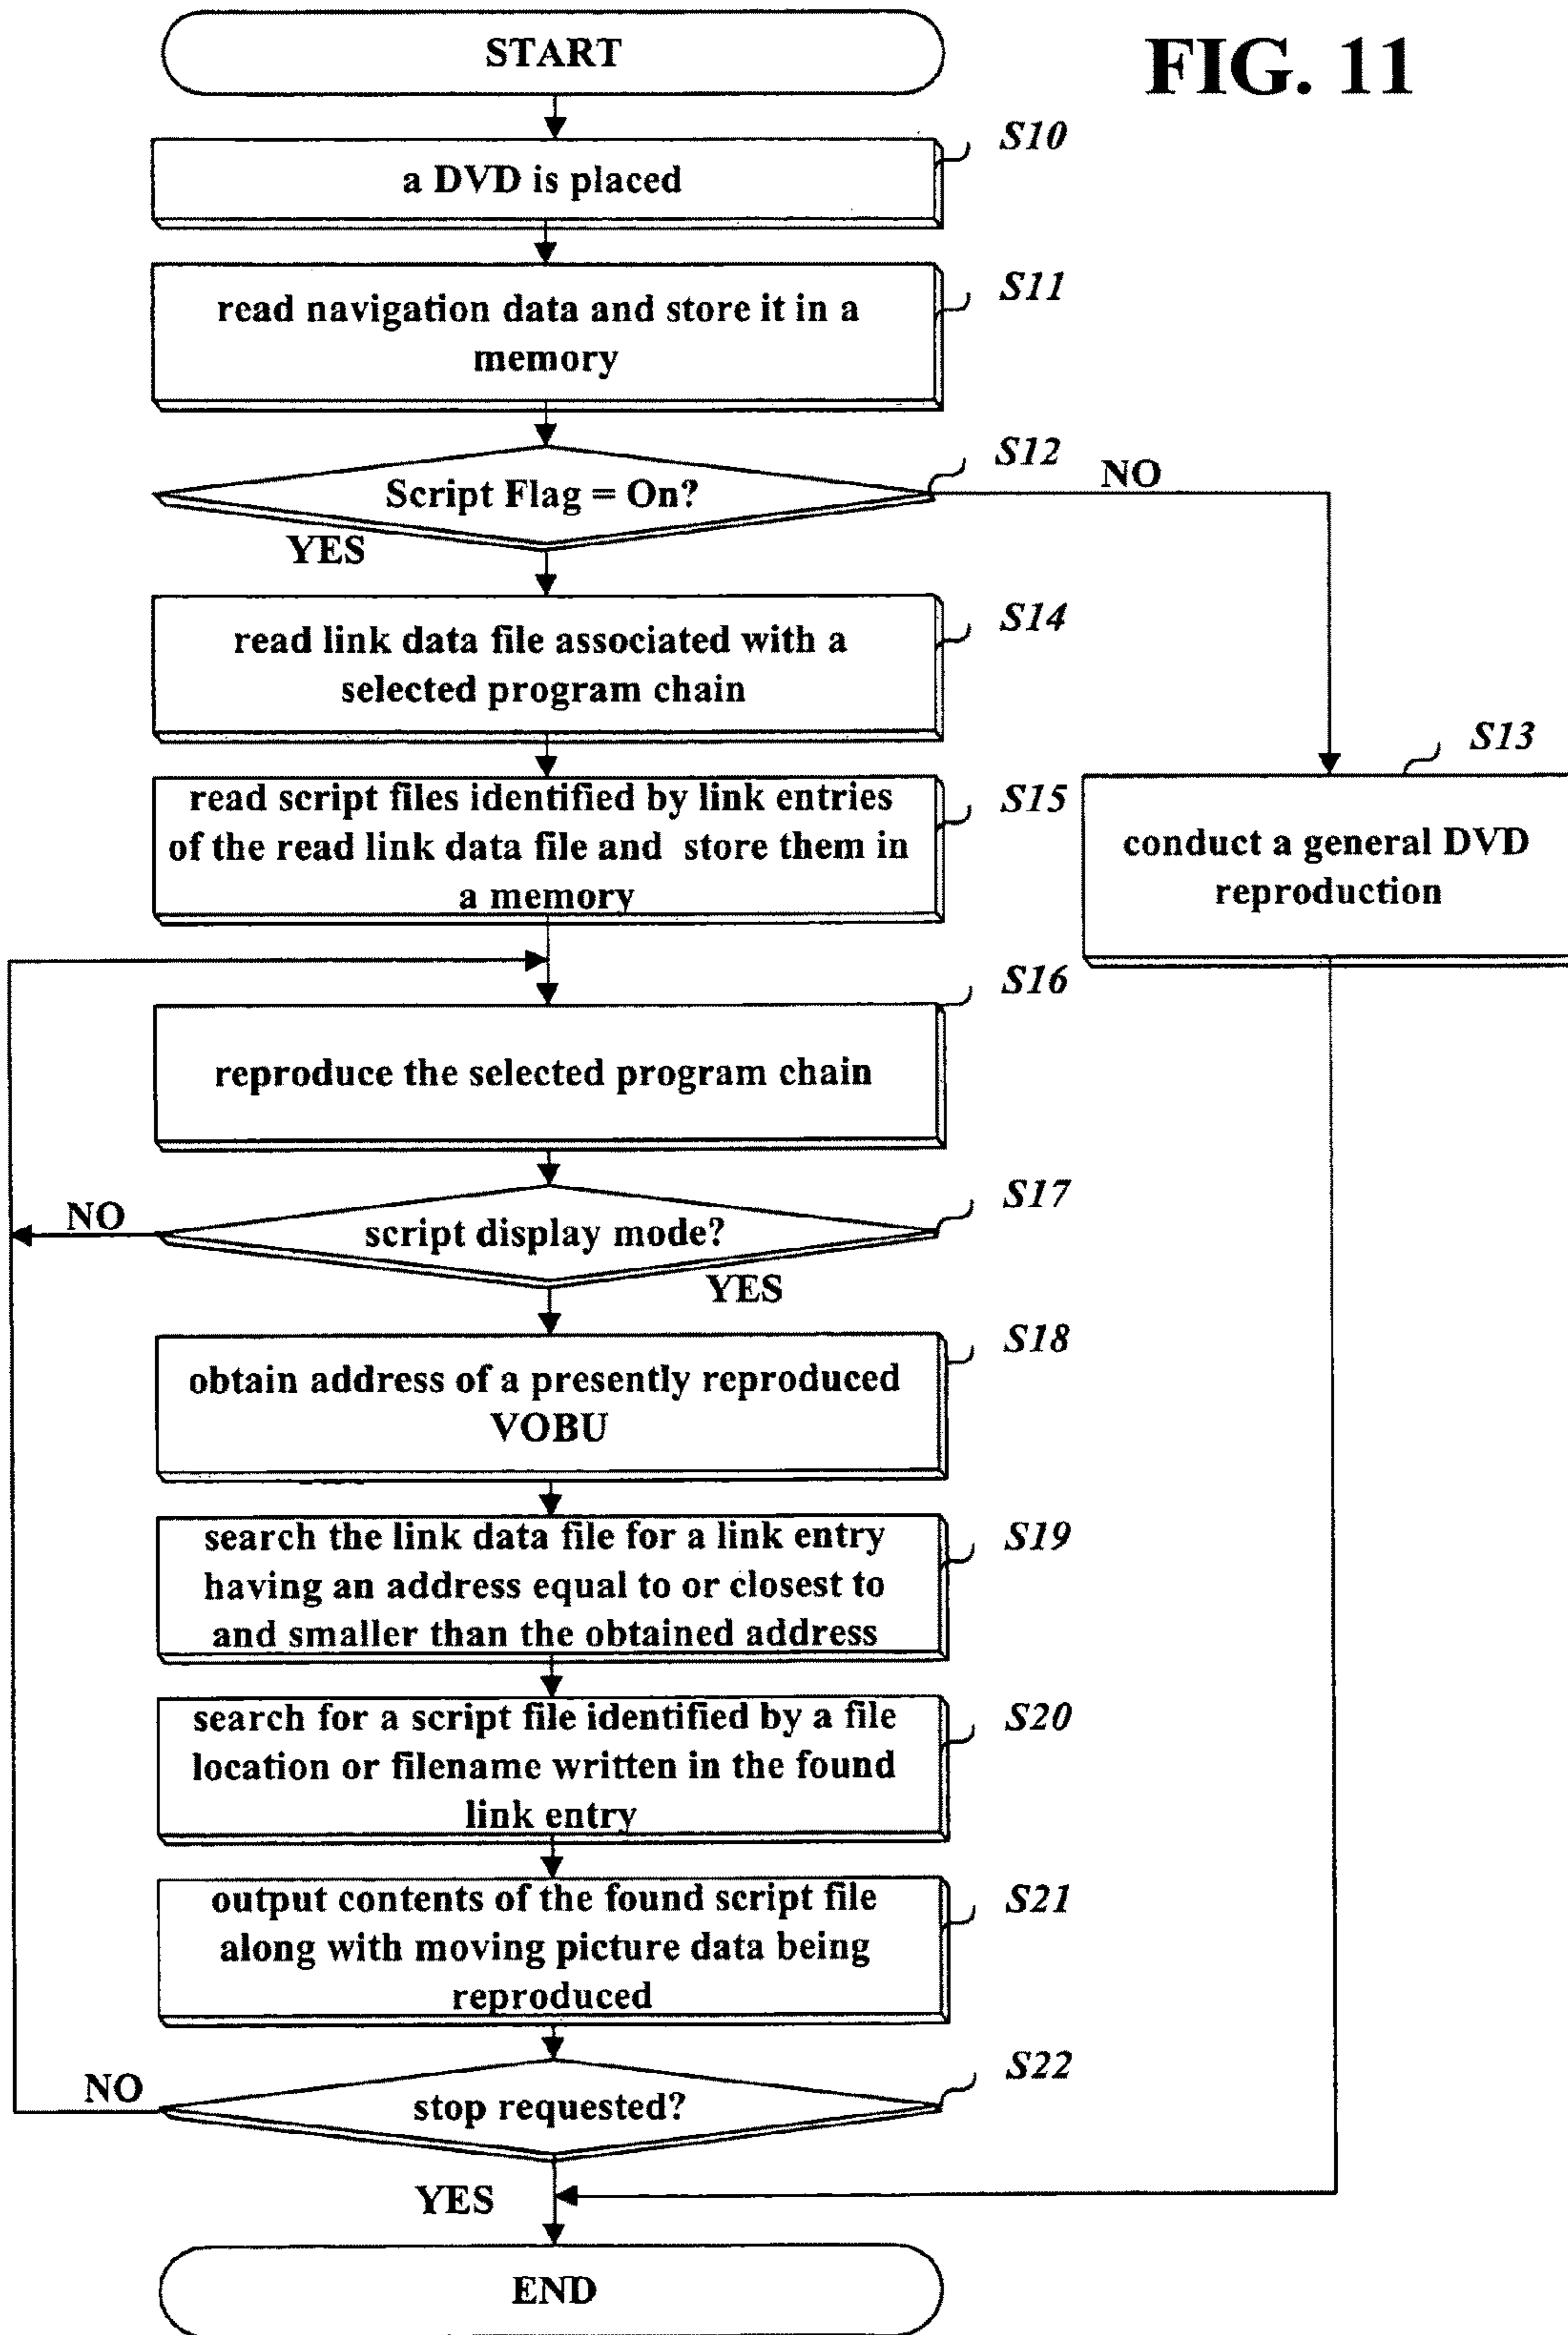 FIG. 11
START
S10
a DVD is placed
S11
read navigation data and store it in a
memory
S12
Script Flag = On?
NO
YES
S14
read link data file associated with a
selected program chain
S13
conduct a general DVD
reproduction
S15
read script files identified by link entries
of the read link data file and store them in
a memory
S16
reproduce the selected program chain
S17
script display mode?
NO
YES
S18
obtain address of a presently reproduced
VOBU
S19
search the link data file for a link entry
having an address equal to or closest to
and smaller than the obtained address
S20
search for a script file identified by a file
location or filename written in the found
link entry
S21
output contents of the found script file
along with moving picture data being
reproduced
S22
stop requested?
NO
YES
END